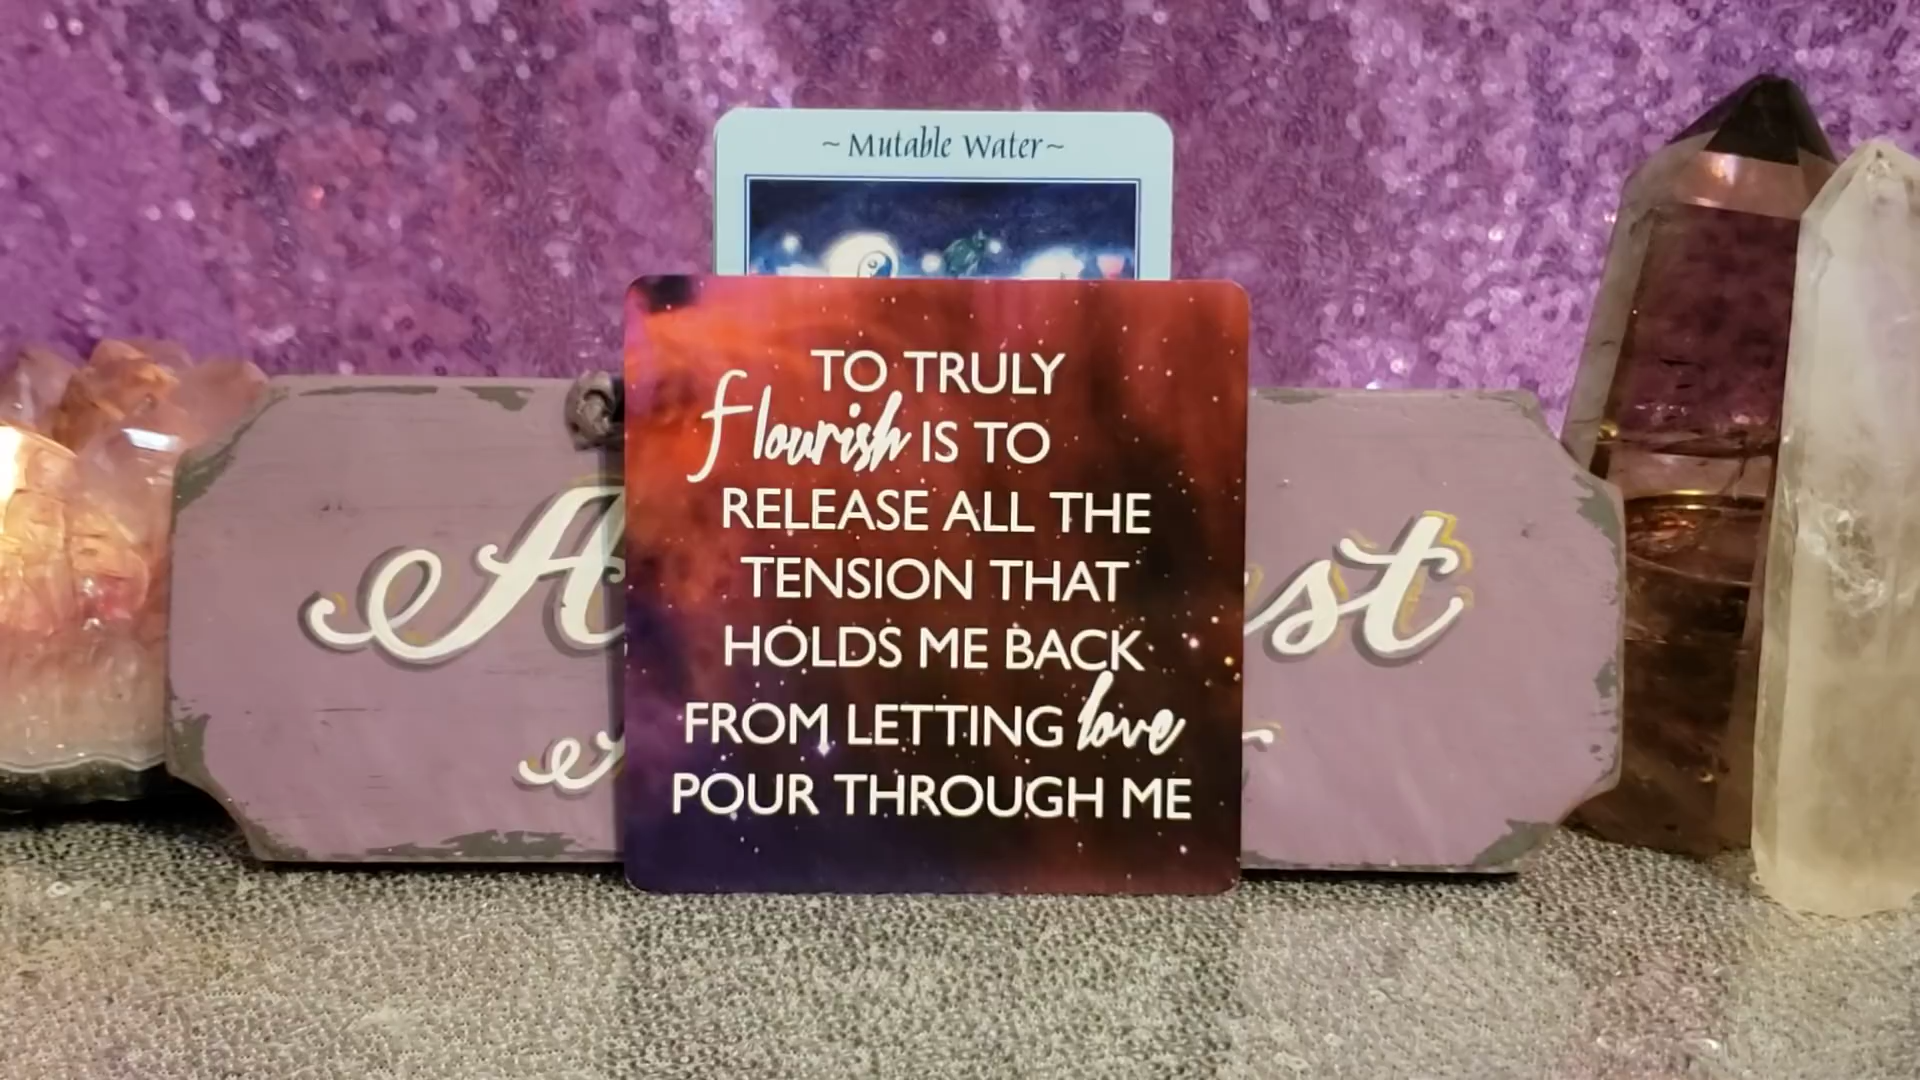 ~ Mutable Water ~
TO TRULY
flourish IS TO
RELEASE ALL THE
TENSION THAT
HOLDS ME BACK
FROM LETTING love
POUR THROUGH ME